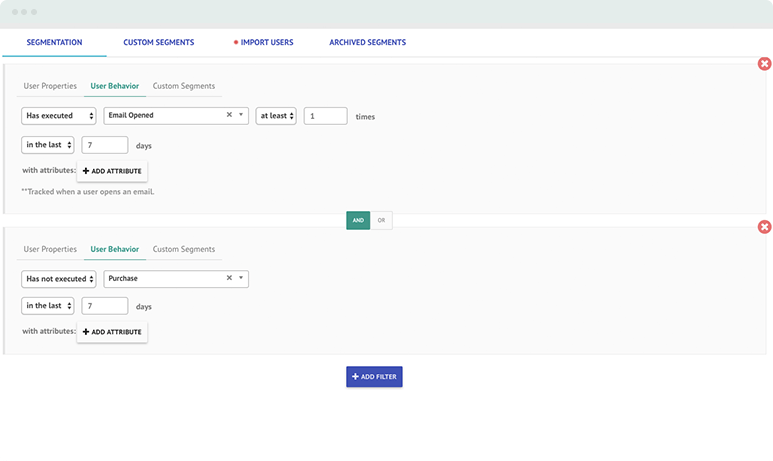 SEGMENTATION CUSTOM SEGMENTS IMPORT USERS ARCHIVED SEGMENTS
User Properties User Behavior Custom Segments
Has executed Email Opened at least 1 times
in the last 7 days
with attributes: + ADD ATTRIBUTE
**Tracked when a user opens an email.
AND OR
User Properties User Behavior Custom Segments
Has not executed Purchase
in the last 7 days
with attributes: + ADD ATTRIBUTE
+ ADD FILTER